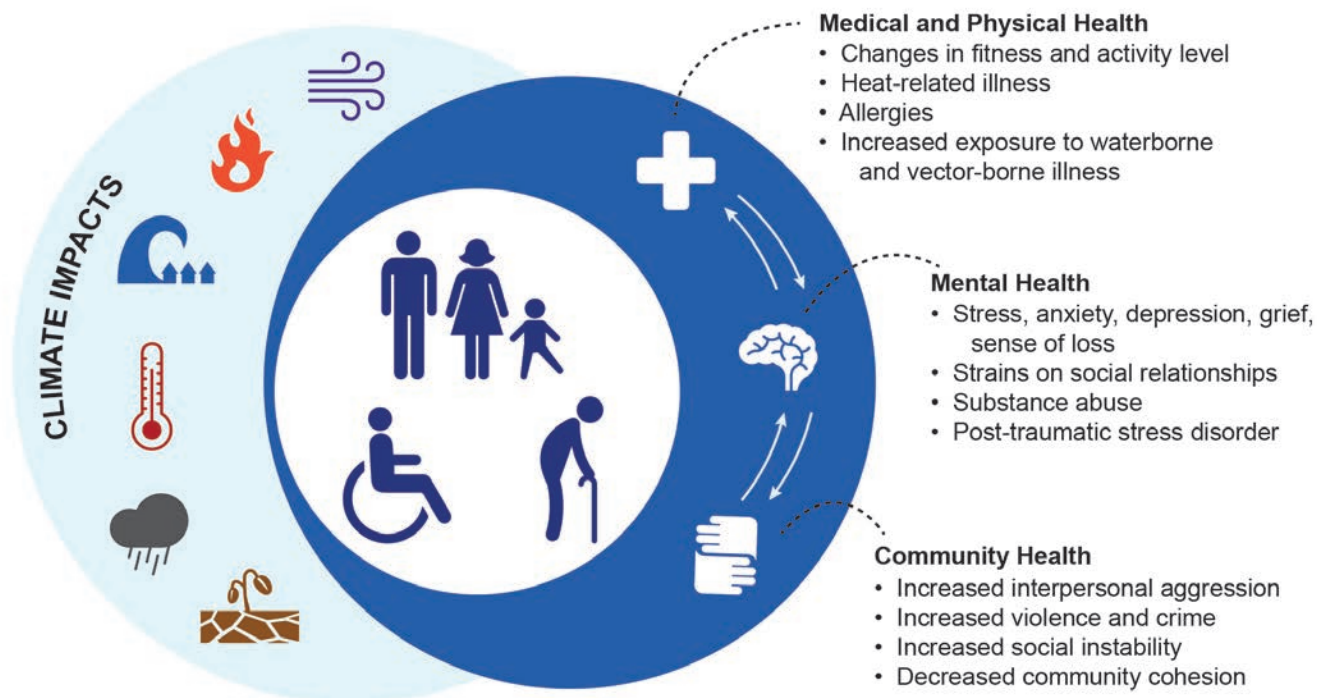 CLIMATE IMPACTS
Medical and Physical Health
• Changes in fitness and activity level
• Heat-related illness
• Allergies
• Increased exposure to waterborne
and vector-borne illness
Mental Health
• Stress, anxiety, depression, grief,
sense of loss
• Strains on social relationships
• Substance abuse
• Post-traumatic stress disorder
Community Health
• Increased interpersonal aggression
• Increased violence and crime
• Increased social instability
• Decreased community cohesion